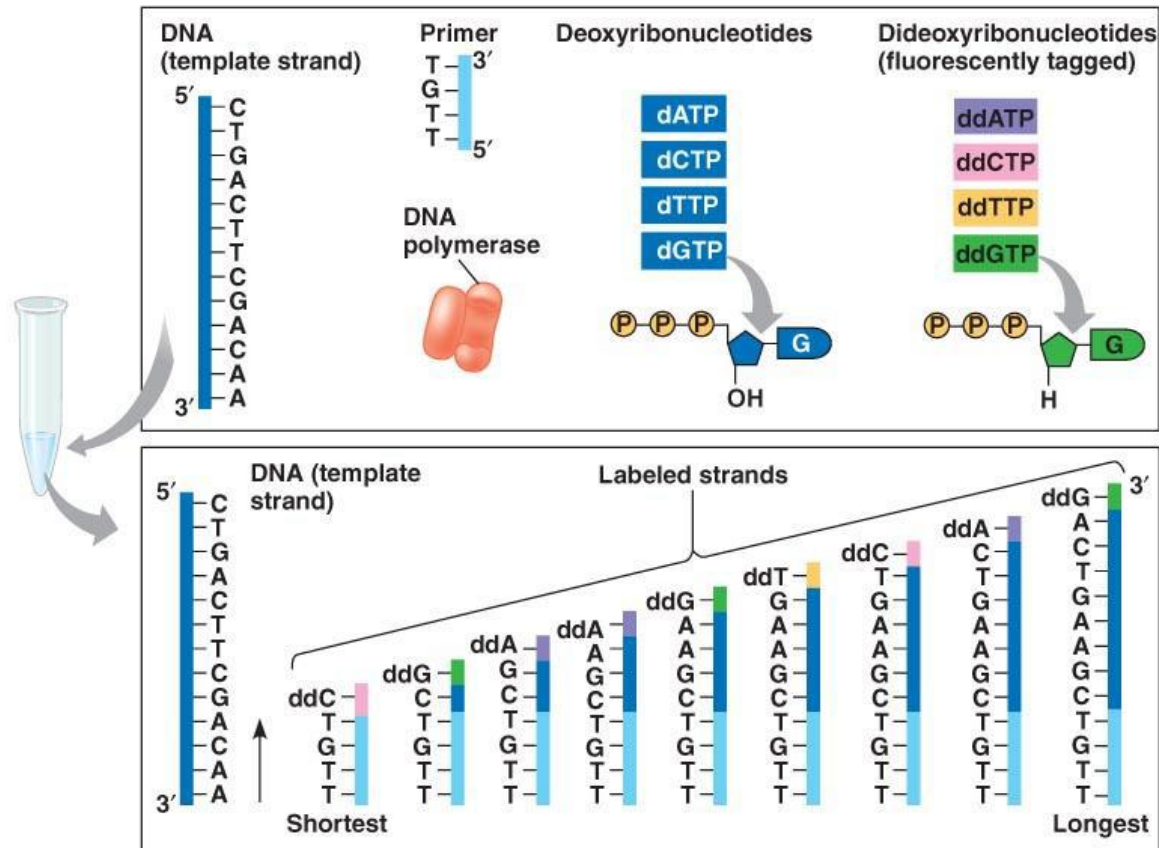 DNA
(template strand)
5′
C
T
G
A
C
T
T
C
G
A
C
A
A
3′
Primer
3′
T
G
T
T
5′
DNA
polymerase
Deoxyribonucleotides
dATP
dCTP
dTTP
dGTP
P P P
G
OH
Dideoxyribonucleotides
(fluorescently tagged)
ddATP
ddCTP
ddTTP
ddGTP
P P P
G
H
DNA (template
strand)
5′
C
T
G
A
C
T
T
C
G
A
C
A
A
3′
Labeled strands
ddC
T
G
T
T
Shortest
ddG
C
T
G
T
T
ddA
G
C
T
G
T
T
ddA
A
G
C
T
G
T
T
ddG
A
A
G
C
T
G
T
T
ddT
G
A
A
G
C
T
G
T
T
ddC
T
G
A
A
G
C
T
G
T
T
ddA
C
T
G
A
A
G
C
T
G
T
T
ddG
3′
A
C
T
G
A
A
G
C
T
G
T
T
Longest